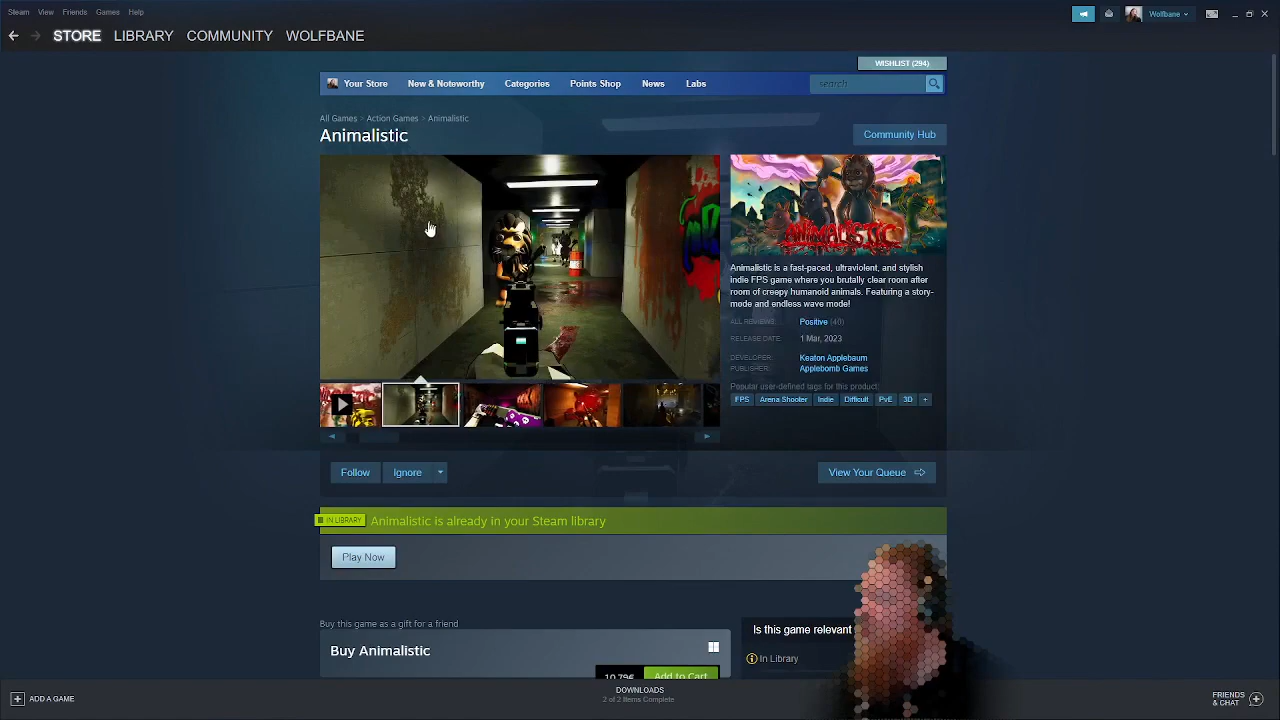 Steam View Friends Games Help
Wolfbane
STORE LIBRARY COMMUNITY WOLFBANE
WISHLIST (294)
Your Store New & Noteworthy Categories Points Shop News Labs search
All Games > Action Games > Animalistic
Animalistic
Community Hub
ANIMALISTIC
Animalistic is a fast-paced, ultraviolent, and stylish
indie FPS game where you brutally clear room after
room of creepy humanoid animals. Featuring a story-
mode and endless wave mode!
ALL REVIEWS: Positive (40)
RELEASE DATE: 1 Mar, 2023
DEVELOPER: Keaton Applebaum
PUBLISHER: Applebomb Games
Popular user-defined tags for this product:
FPS Arena Shooter Indie Difficult PvE 3D +
Follow Ignore View Your Queue
IN LIBRARY Animalistic is already in your Steam library
Play Now
Buy this game as a gift for a friend
Is this game relevant
Buy Animalistic
In Library
10,79€ Add to Cart
ADD A GAME
DOWNLOADS
2 of 2 Items Complete
FRIENDS
& CHAT